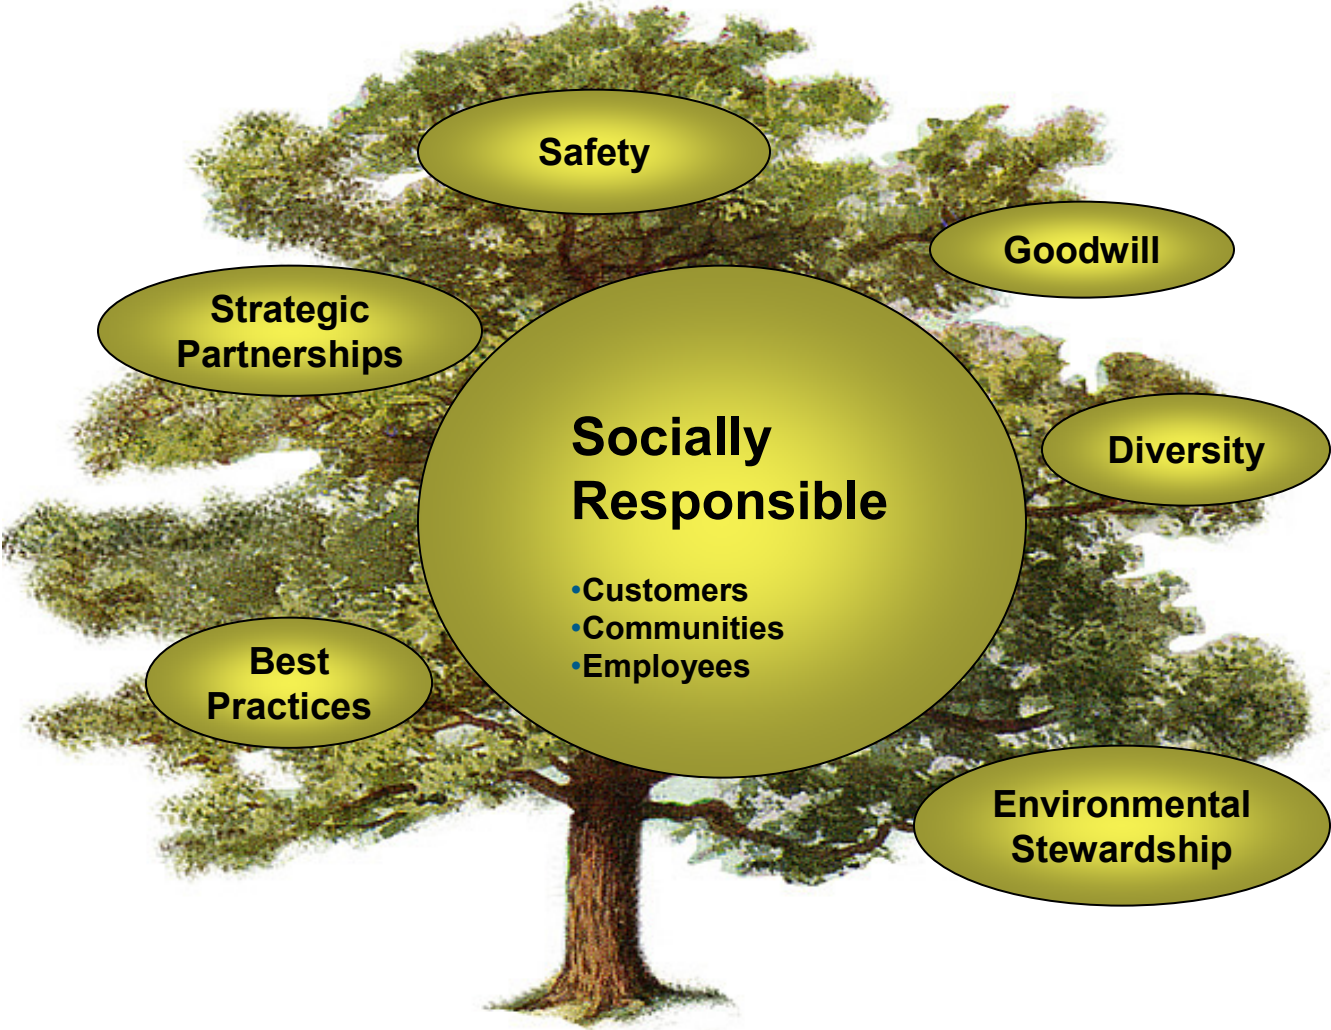 Safety
Goodwill
Strategic
Partnerships
Socially
Responsible
•Customers
•Communities
•Employees
Diversity
Best
Practices
Environmental
Stewardship